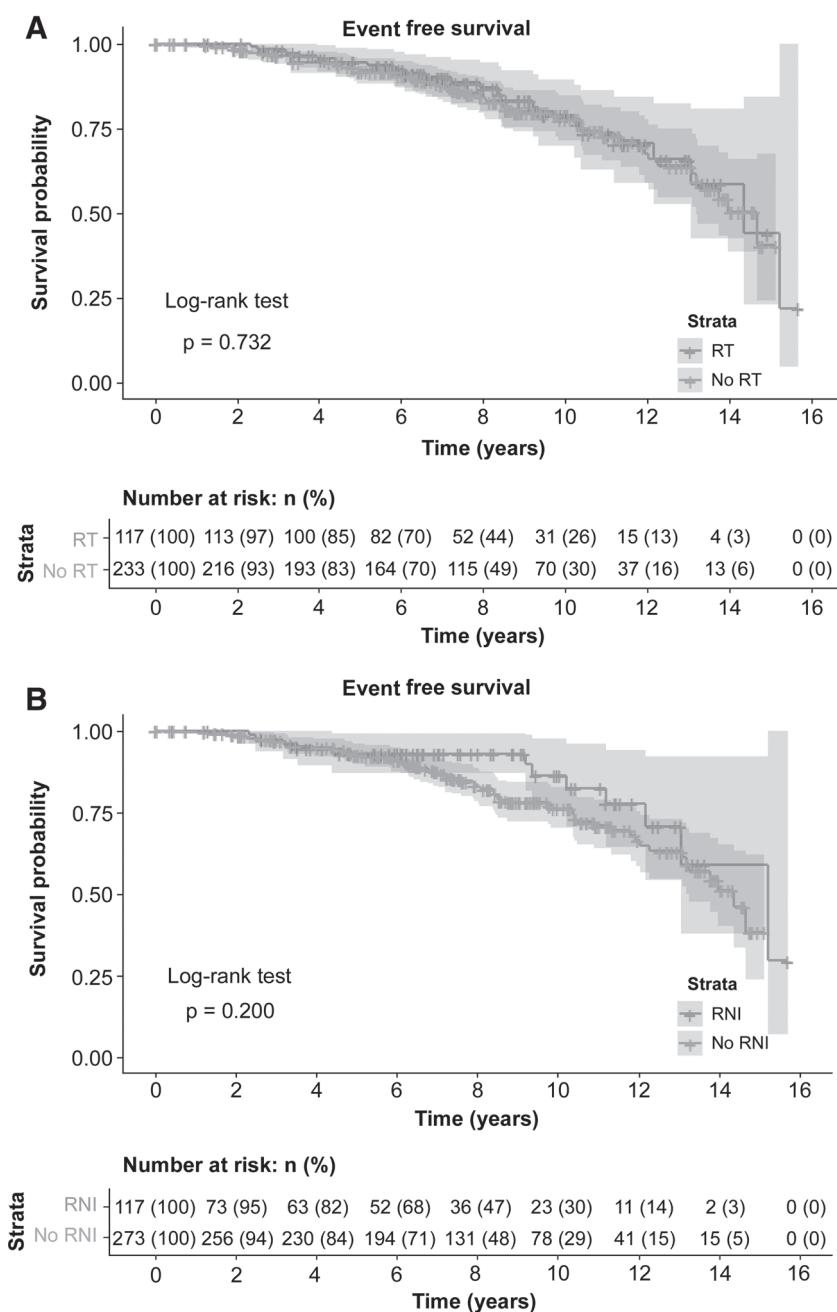 A
Event free survival
1.00
0.75
0.50
0.25
0.00
Survival probability
Log-rank test
p = 0.732
Strata
RT
No RT
0 2 4 6 8 10 12 14 16
Time (years)
Number at risk: n (%)
Strata
RT 117 (100) 113 (97) 100 (85) 82 (70) 52 (44) 31 (26) 15 (13) 4 (3) 0 (0)
No RT 233 (100) 216 (93) 193 (83) 164 (70) 115 (49) 70 (30) 37 (16) 13 (6) 0 (0)
0 2 4 6 8 10 12 14 16
Time (years)
B
Event free survival
1.00
0.75
0.50
0.25
0.00
Survival probability
Log-rank test
p = 0.200
Strata
RNI
No RNI
0 2 4 6 8 10 12 14 16
Time (years)
Number at risk: n (%)
Strata
RNI 117 (100) 73 (95) 63 (82) 52 (68) 36 (47) 23 (30) 11 (14) 2 (3) 0 (0)
No RNI 273 (100) 256 (94) 230 (84) 194 (71) 131 (48) 78 (29) 41 (15) 15 (5) 0 (0)
0 2 4 6 8 10 12 14 16
Time (years)